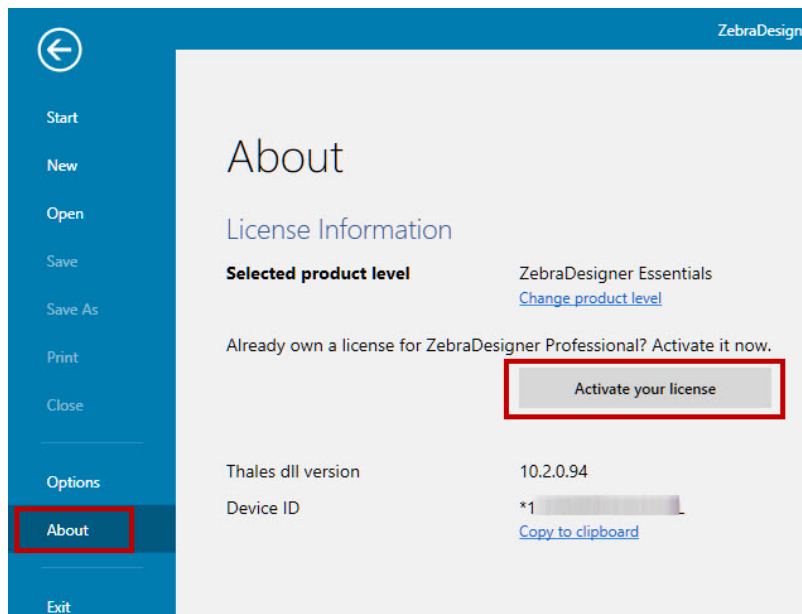 ZebraDesign
Start
New
Open
Save
Save As
Print
Close
Options
About
Exit
About
License Information
Selected product level ZebraDesigner Essentials
Change product level
Already own a license for ZebraDesigner Professional? Activate it now.
Activate your license
Thales dll version 10.2.0.94
Device ID *1
Copy to clipboard